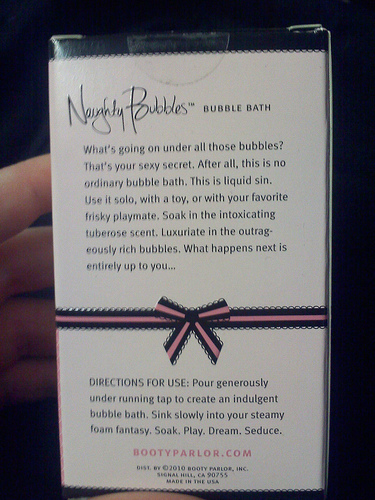 Naughty Bubbles™ BUBBLE BATH
What's going on under all those bubbles?
That's your sexy secret. After all, this is no
ordinary bubble bath. This is liquid sin.
Use it solo, with a toy, or with your favorite
frisky playmate. Soak in the intoxicating
tuberose scent. Luxuriate in the outrag-
eously rich bubbles. What happens next is
entirely up to you...
DIRECTIONS FOR USE: Pour generously
under running tap to create an indulgent
bubble bath. Sink slowly into your steamy
foam fantasy. Soak. Play. Dream. Seduce.
BOOTYPARLOR.COM
DIST. BY ©2010 BOOTY PARLOR, INC.
SIGNAL HILL, CA 90755
MADE IN THE USA